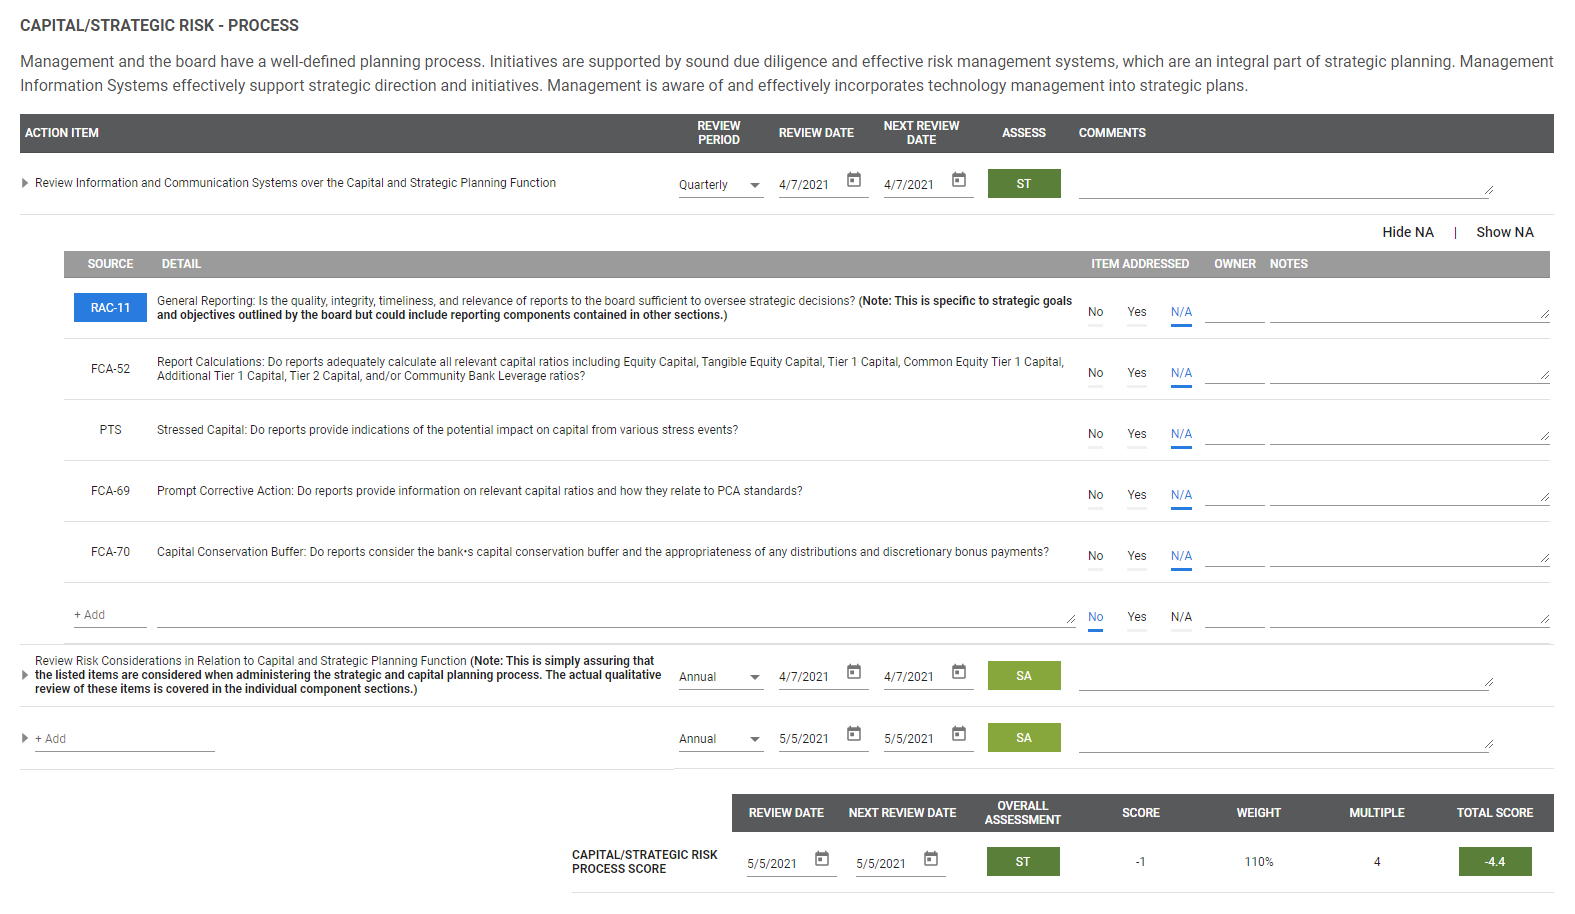 CAPITAL/STRATEGIC RISK - PROCESS
Management and the board have a well-defined planning process. Initiatives are supported by sound due diligence and effective risk management systems, which are an integral part of strategic planning. Management
Information Systems effectively support strategic direction and initiatives. Management is aware of and effectively incorporates technology management into strategic plans.
ACTION ITEM REVIEW PERIOD REVIEW DATE NEXT REVIEW DATE ASSESS COMMENTS
Review Information and Communication Systems over the Capital and Strategic Planning Function Quarterly 4/7/2021 4/7/2021 ST
Hide NA | Show NA
SOURCE DETAIL ITEM ADDRESSED OWNER NOTES
RAC-11 General Reporting: Is the quality, integrity, timeliness, and relevance of reports to the board sufficient to oversee strategic decisions? (Note: This is specific to strategic goals
and objectives outlined by the board but could include reporting components contained in other sections.) No Yes N/A
FCA-52 Report Calculations: Do reports adequately calculate all relevant capital ratios including Equity Capital, Tangible Equity Capital, Tier 1 Capital, Common Equity Tier 1 Capital,
Additional Tier 1 Capital, Tier 2 Capital, and/or Community Bank Leverage ratios? No Yes N/A
PTS Stressed Capital: Do reports provide indications of the potential impact on capital from various stress events? No Yes N/A
FCA-69 Prompt Corrective Action: Do reports provide information on relevant capital ratios and how they relate to PCA standards? No Yes N/A
FCA-70 Capital Conservation Buffer: Do reports consider the bank•s capital conservation buffer and the appropriateness of any distributions and discretionary bonus payments? No Yes N/A
+ Add No Yes N/A
Review Risk Considerations in Relation to Capital and Strategic Planning Function (Note: This is simply assuring that
the listed items are considered when administering the strategic and capital planning process. The actual qualitative
review of these items is covered in the individual component sections.) Annual 4/7/2021 4/7/2021 SA
+ Add Annual 5/5/2021 5/5/2021 SA
REVIEW DATE NEXT REVIEW DATE OVERALL ASSESSMENT SCORE WEIGHT MULTIPLE TOTAL SCORE
CAPITAL/STRATEGIC RISK
PROCESS SCORE 5/5/2021 5/5/2021 ST -1 110% 4 -4.4